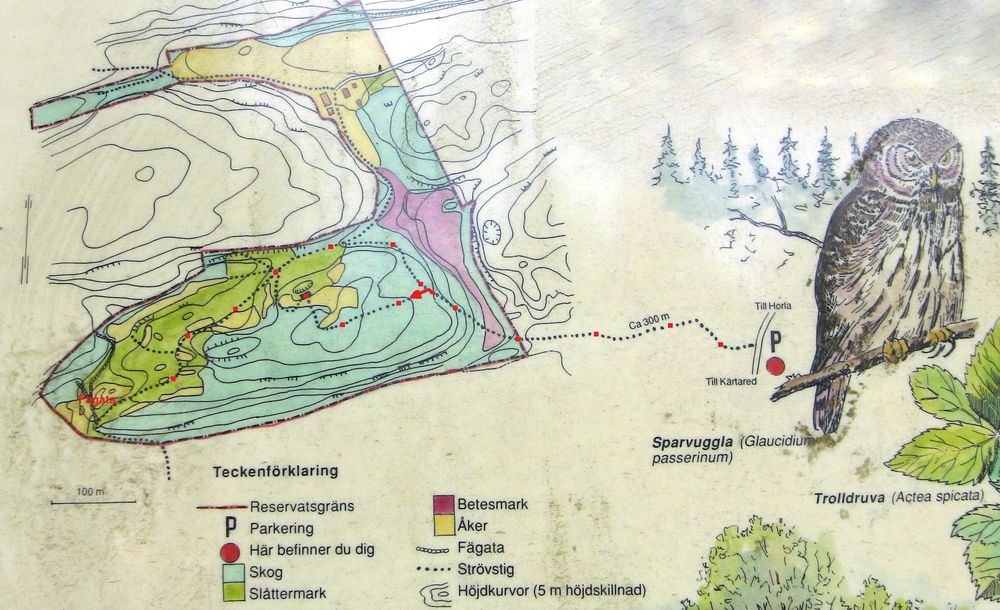 Till Horla
Ca 300 m
P
Till Kärtared
Fägata
Sparvuggla (Glaucidium
passerinum)
Trolldruva (Actea spicata)
100 m
Teckenförklaring
Reservatsgräns
P Parkering
Här befinner du dig
Skog
Slåttermark
Betesmark
Åker
Fägata
Strövstig
Höjdkurvor (5 m höjdskillnad)